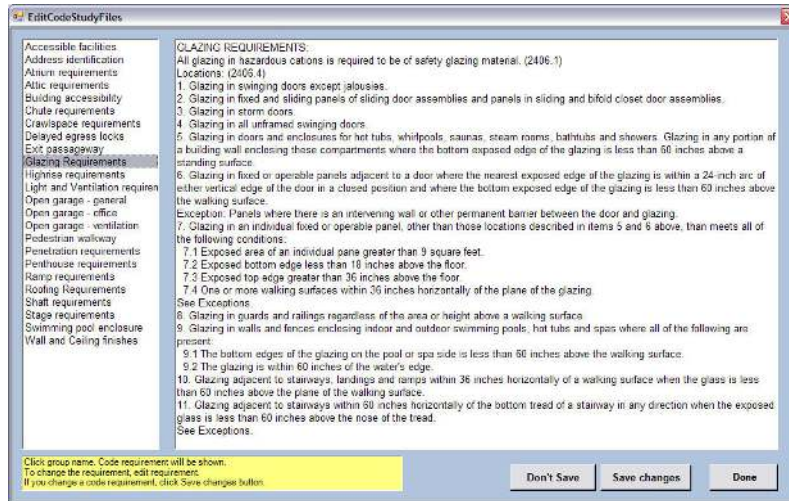 EditCodeStudyFiles
Accessible facilities
Address identification
Atrium requirements
Attic requirements
Building accessibility
Chute requirements
Crawlspace requirements
Delayed egress locks
Exit passageway
Glazing Requirements
Highrise requirements
Light and Ventilation requiren
Open garage - general
Open garage - office
Open garage - ventilation
Pedestrian walkway
Penetration requirements
Penthouse requirements
Ramp requirements
Roofing Requirements
Shaft requirements
Stage requirements
Swimming pool enclosure
Wall and Ceiling finishes
GLAZING REQUIREMENTS:
All glazing in hazardous cations is required to be of safety glazing material. (2406.1)
Locations: (2406.4)
1. Glazing in swinging doors except jalousies.
2. Glazing in fixed and sliding panels of sliding door assemblies and panels in sliding and bifold closet door assemblies.
3. Glazing in storm doors.
4. Glazing in all unframed swinging doors.
5. Glazing in doors and enclosures for hot tubs, whirlpools, saunas, steam rooms, bathtubs and showers. Glazing in any portion of
a building wall enclosing these compartments where the bottom exposed edge of the glazing is less than 60 inches above a
standing surface.
6. Glazing in fixed or operable panels adjacent to a door where the nearest exposed edge of the glazing is within a 24-inch arc of
either vertical edge of the door in a closed position and where the bottom exposed edge of the glazing is less than 60 inches above
the walking surface.
Exception: Panels where there is an intervening wall or other permanent barrier between the door and glazing.
7. Glazing in an individual fixed or operable panel, other than those locations described in items 5 and 6 above, than meets all of
the following conditions:
7.1 Exposed area of an individual pane greater than 9 square feet.
7.2 Exposed bottom edge less than 18 inches above the floor.
7.3 Exposed top edge greater than 36 inches above the floor.
7.4 One or more walking surfaces within 36 inches horizontally of the plane of the glazing.
See Exceptions.
8. Glazing in guards and railings regardless of the area or height above a walking surface.
9. Glazing in walls and fences enclosing indoor and outdoor swimming pools, hot tubs and spas where all of the following are
present:
9.1 The bottom edges of the glazing on the pool or spa side is less than 60 inches above the walking surface.
9.2 The glazing is within 60 inches of the water's edge.
10. Glazing adjacent to stairways, landings and ramps within 36 inches horizontally of a walking surface when the glass is less
than 60 inches above the plane of the walking surface.
11. Glazing adjacent to stairways within 60 inches horizontally of the bottom tread of a stairway in any direction when the exposed
glass is less than 60 inches above the nose of the tread.
See Exceptions.
Click group name. Code requirement will be shown.
To change the requirement, edit requirement.
If you change a code requirement, click Save changes button.
Don't Save
Save changes
Done